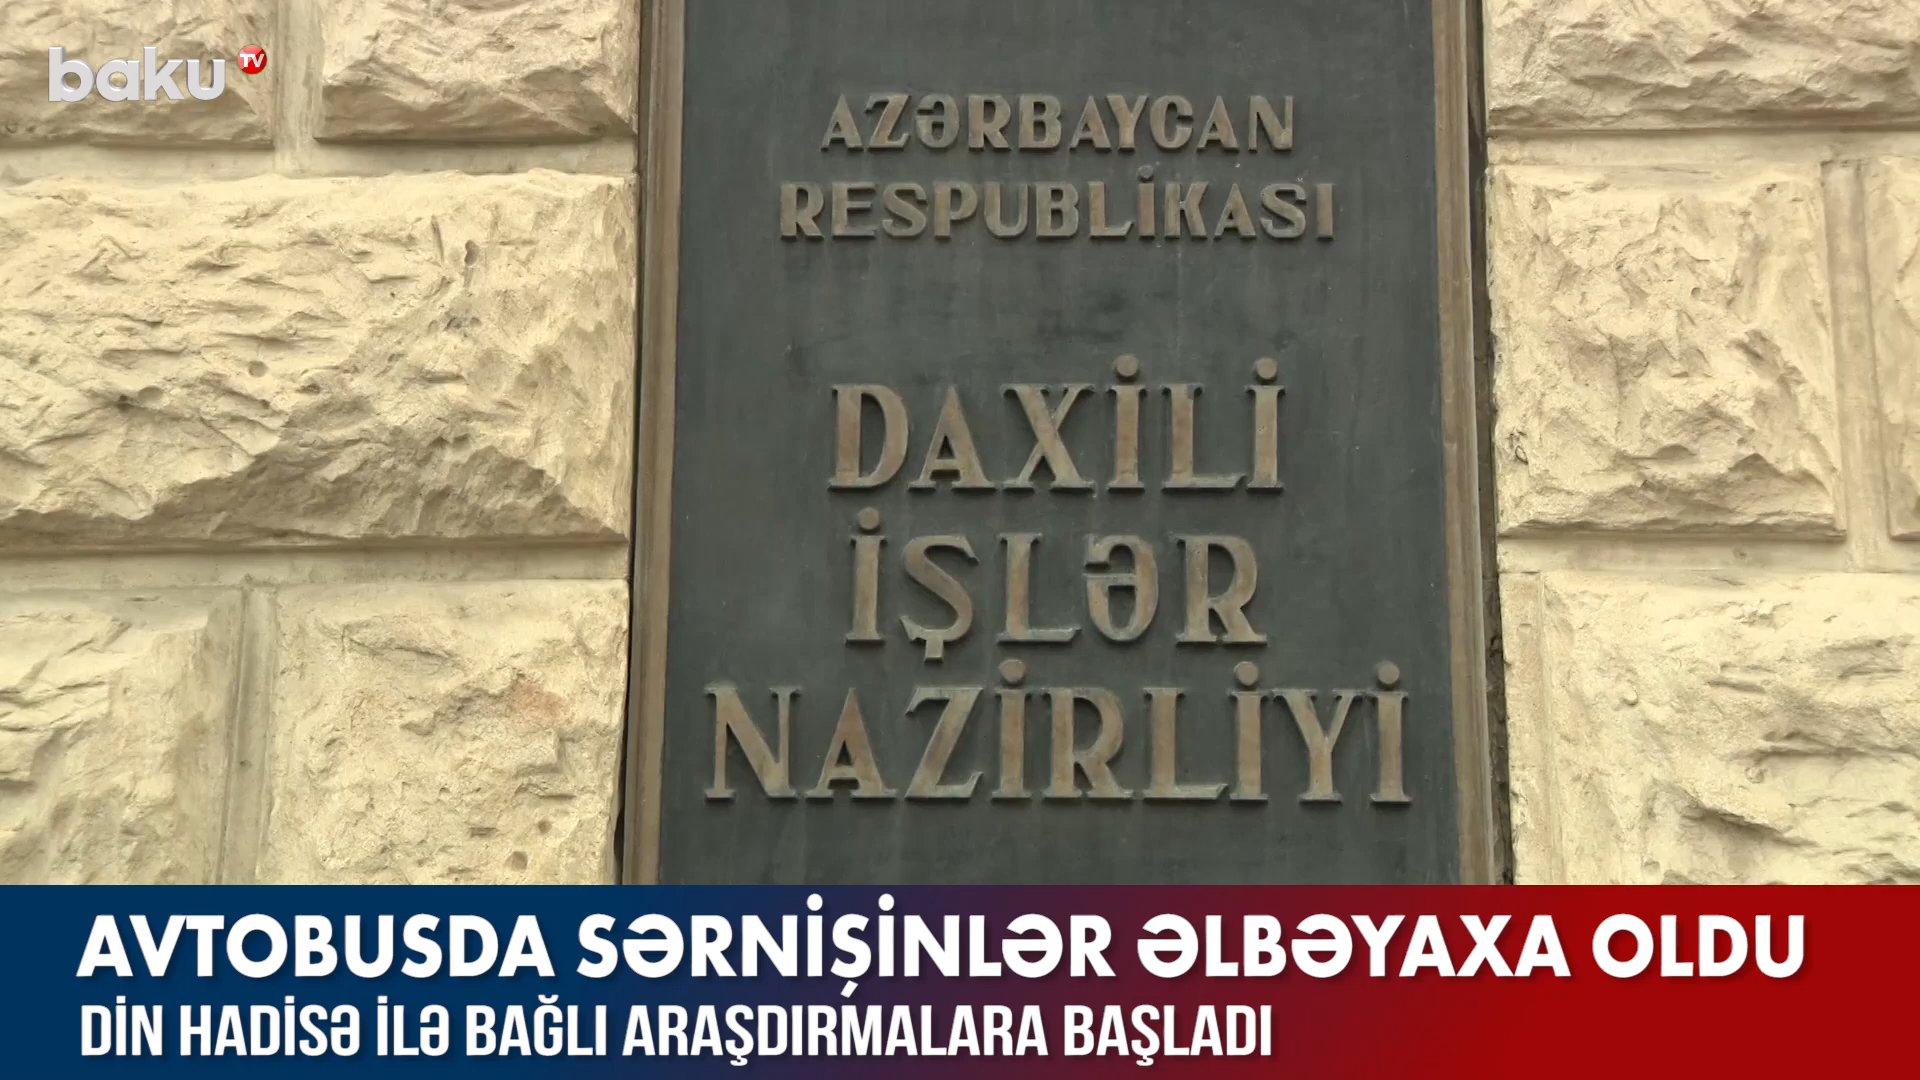 baku TV
AZƏRBAYCAN
RESPUBLİKASI
DAXİLİ
İŞLƏR
NAZİRLİYİ
AVTOBUSDA SƏRNİŞİNLƏR ƏLBƏYAXA OLDU
DİN HADİSƏ İLƏ BAĞLI ARAŞDIRMALARA BAŞLADI